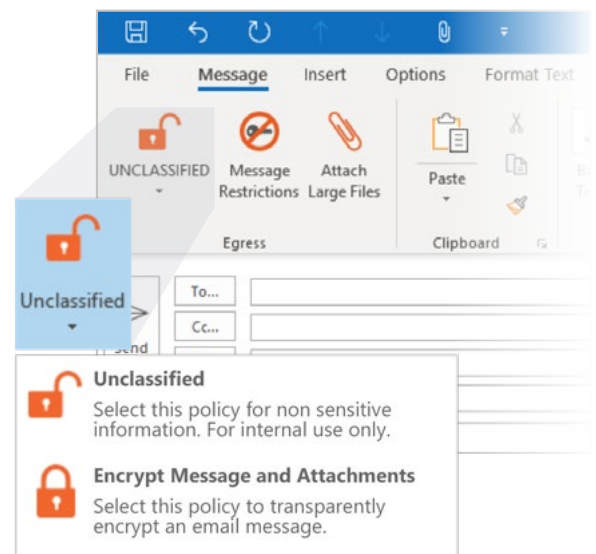 File Message Insert Options Format Text
UNCLASSIFIED Message Restrictions Attach Large Files Paste
Egress Clipboard
Unclassified
To...
Cc...
Send
Unclassified
Select this policy for non sensitive
information. For internal use only.
Encrypt Message and Attachments
Select this policy to transparently
encrypt an email message.